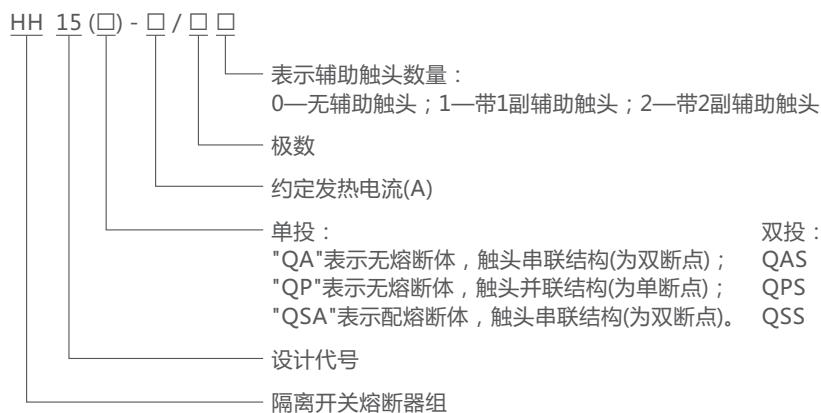 HH 15 (□) - □ / □ □
表示辅助触头数量：
0—无辅助触头；1—带1副辅助触头；2—带2副辅助触头
极数
约定发热电流(A)
单投： 双投：
"QA"表示无熔断体，触头串联结构(为双断点)； QAS
"QP"表示无熔断体，触头并联结构(为单断点)； QPS
"QSA"表示配熔断体，触头串联结构(为双断点)。 QSS
设计代号
隔离开关熔断器组